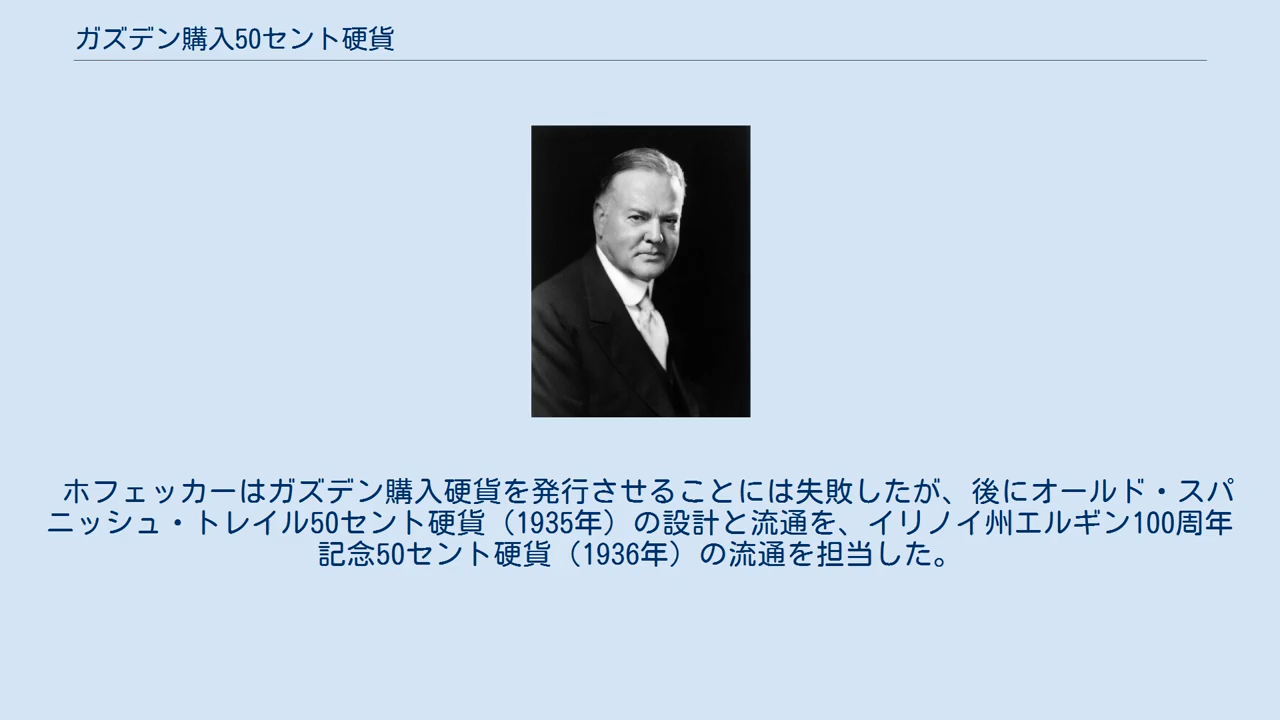 ガズデン購入50セント硬貨
ホフェッカーはガズデン購入硬貨を発行させることには失敗したが、後にオールド・スパ
ニッシュ・トレイル50セント硬貨（1935年）の設計と流通を、イリノイ州エルギン100周年
記念50セント硬貨（1936年）の流通を担当した。